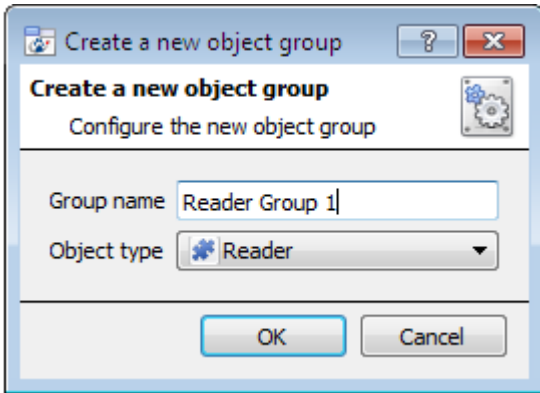 Create a new object group
Create a new object group
Configure the new object group
Group name Reader Group 1
Object type Reader
OK Cancel